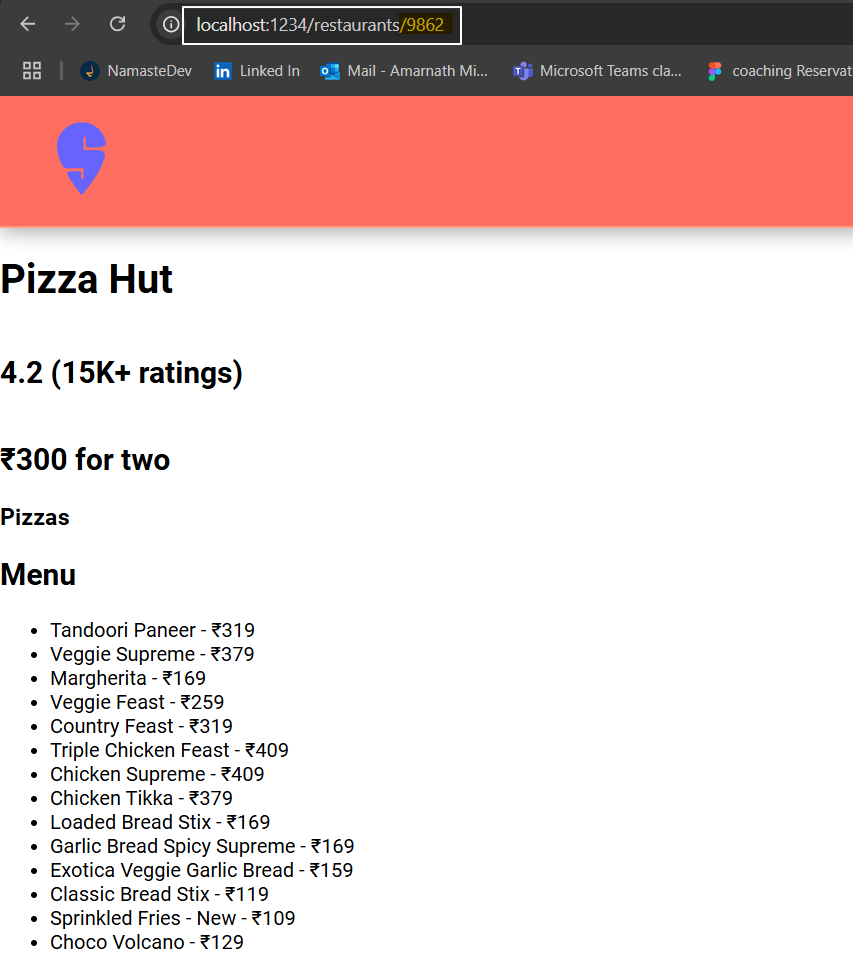 localhost:1234/restaurants/9862
NamasteDev Linked In Mail - Amarnath Mi... Microsoft Teams cla... coaching Reservat
Pizza Hut
4.2 (15K+ ratings)
₹300 for two
Pizzas
Menu
• Tandoori Paneer - ₹319
• Veggie Supreme - ₹379
• Margherita - ₹169
• Veggie Feast - ₹259
• Country Feast - ₹319
• Triple Chicken Feast - ₹409
• Chicken Supreme - ₹409
• Chicken Tikka - ₹379
• Loaded Bread Stix - ₹169
• Garlic Bread Spicy Supreme - ₹169
• Exotica Veggie Garlic Bread - ₹159
• Classic Bread Stix - ₹119
• Sprinkled Fries - New - ₹109
• Choco Volcano - ₹129